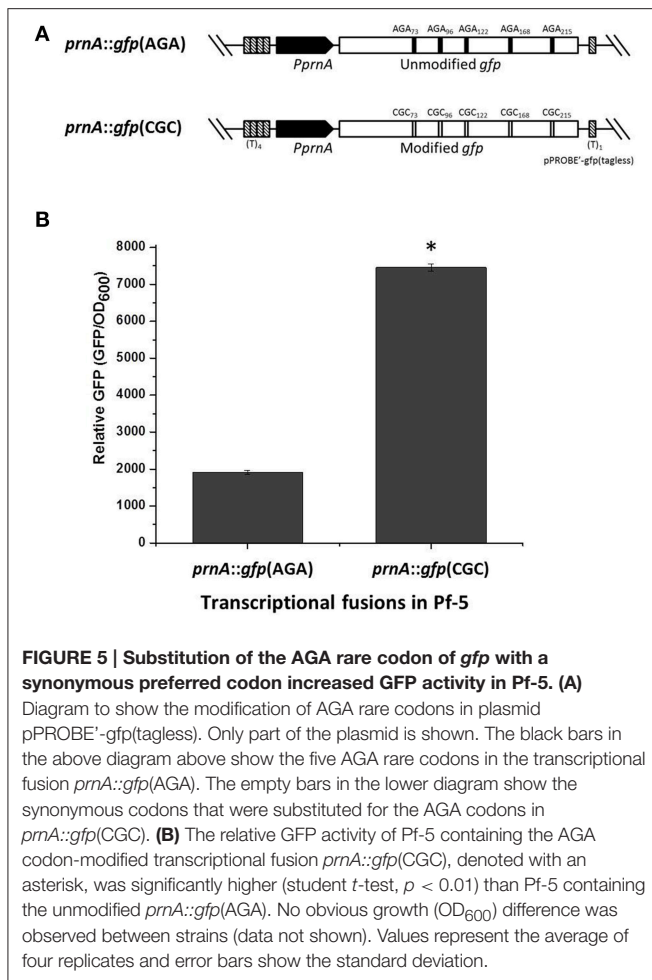 A
prnA::gfp(AGA)
AGA73 AGA96 AGA122 AGA168 AGA215
PprnA Unmodified gfp
prnA::gfp(CGC)
CGC73 CGC96 CGC122 CGC168 CGC215
(T)4 PprnA Modified gfp (T)1
pPROBE'-gfp(tagless)
B
Relative GFP (GFP/OD600)
8000
7000
6000
5000
4000
3000
2000
1000
0
*
prnA::gfp(AGA) prnA::gfp(CGC)
Transcriptional fusions in Pf-5
FIGURE 5 | Substitution of the AGA rare codon of gfp with a
synonymous preferred codon increased GFP activity in Pf-5. (A)
Diagram to show the modification of AGA rare codons in plasmid
pPROBE'-gfp(tagless). Only part of the plasmid is shown. The black bars in
the above diagram above show the five AGA rare codons in the transcriptional
fusion prnA::gfp(AGA). The empty bars in the lower diagram show the
synonymous codons that were substituted for the AGA codons in
prnA::gfp(CGC). (B) The relative GFP activity of Pf-5 containing the AGA
codon-modified transcriptional fusion prnA::gfp(CGC), denoted with an
asterisk, was significantly higher (student t-test, p < 0.01) than Pf-5 containing
the unmodified prnA::gfp(AGA). No obvious growth (OD600) difference was
observed between strains (data not shown). Values represent the average of
four replicates and error bars show the standard deviation.